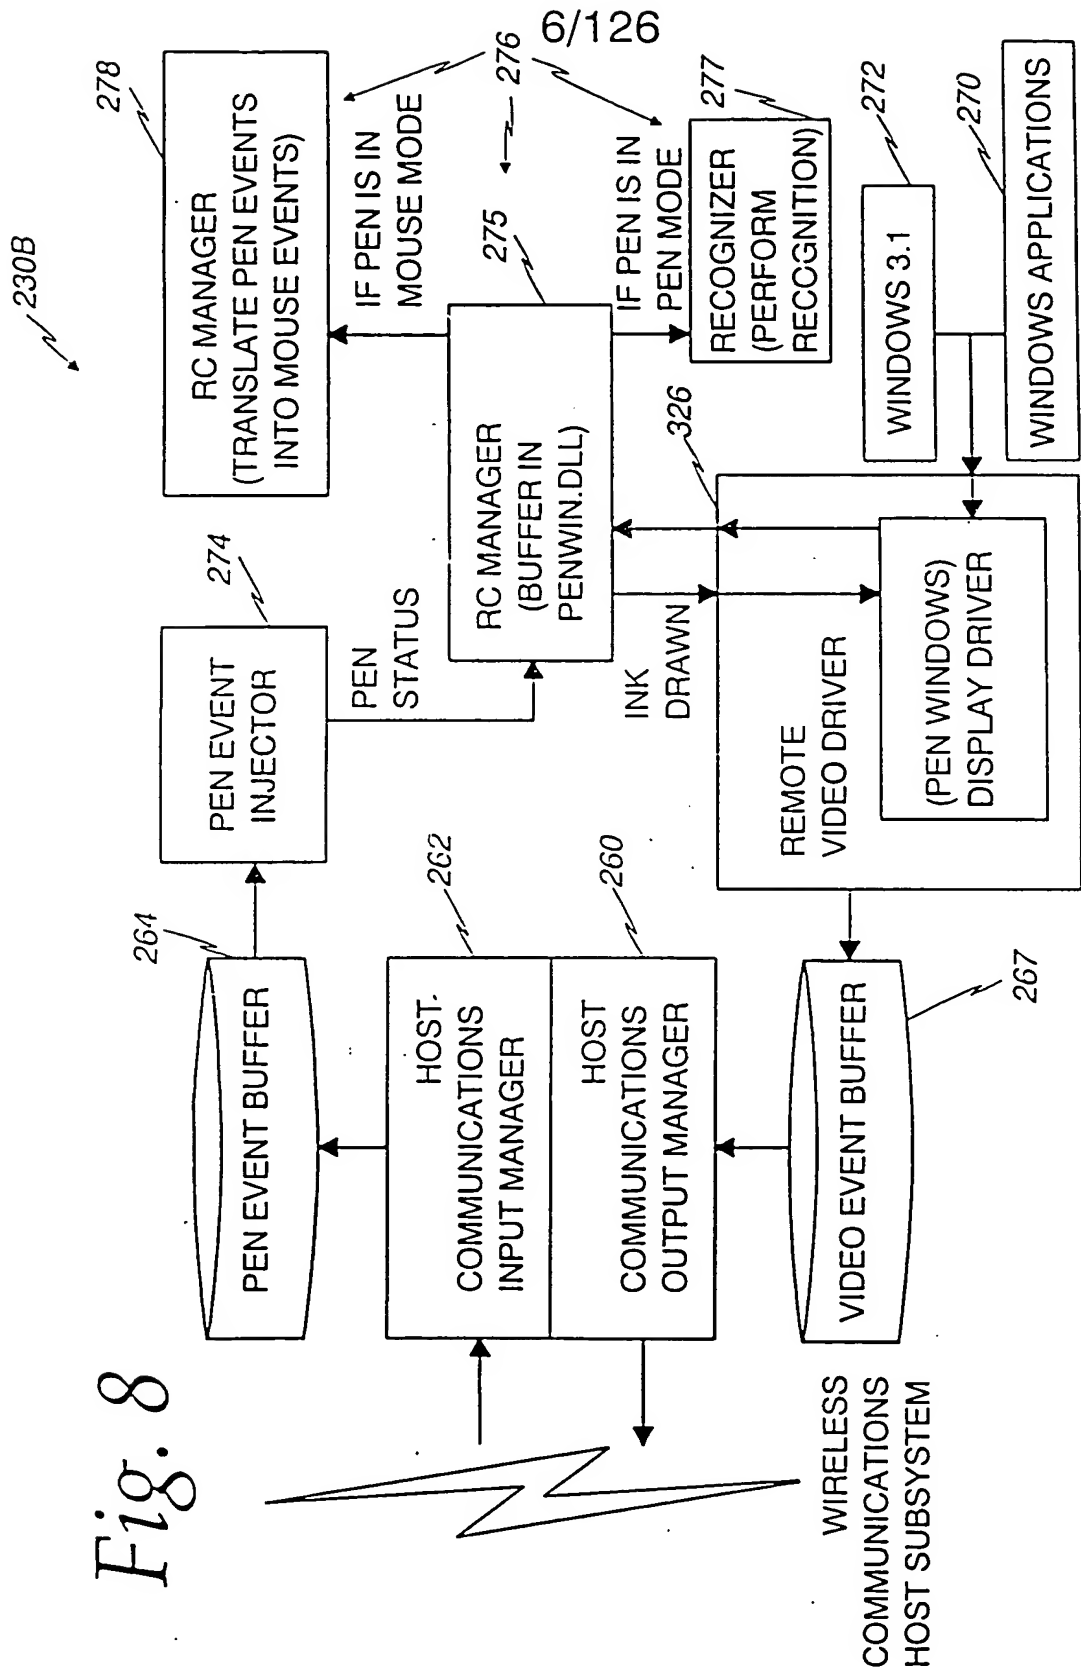 6/126
Fig. 8
230B
WIRELESS
COMMUNICATIONS
HOST SUBSYSTEM
264
PEN EVENT BUFFER
HOST
COMMUNICATIONS
INPUT MANAGER
262
HOST
COMMUNICATIONS
OUTPUT MANAGER
260
VIDEO EVENT BUFFER
267
PEN EVENT
INJECTOR
274
PEN
STATUS
RC MANAGER
(BUFFER IN
PENWIN.DLL)
275
INK
DRAWN
REMOTE
VIDEO DRIVER
326
(PEN WINDOWS)
DISPLAY DRIVER
RC MANAGER
(TRANSLATE PEN EVENTS
INTO MOUSE EVENTS)
278
IF PEN IS IN
MOUSE MODE
276
IF PEN IS IN
PEN MODE
RECOGNIZER
(PERFORM
RECOGNITION)
277
WINDOWS 3.1
272
WINDOWS APPLICATIONS
270